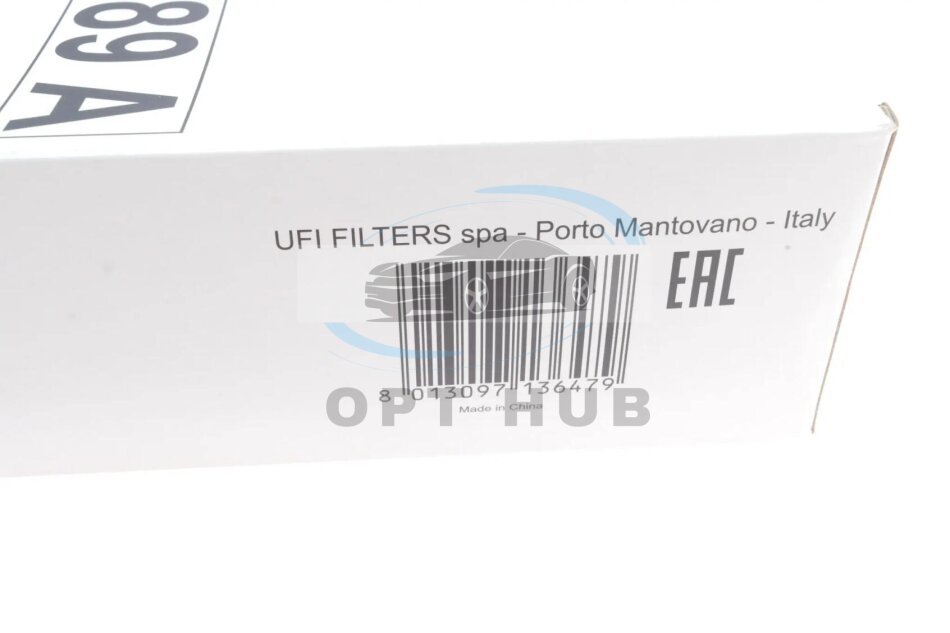 89 A
UFI FILTERS spa - Porto Mantovano - Italy
EAC
8 013097 136479
Made in China
OPT HUB